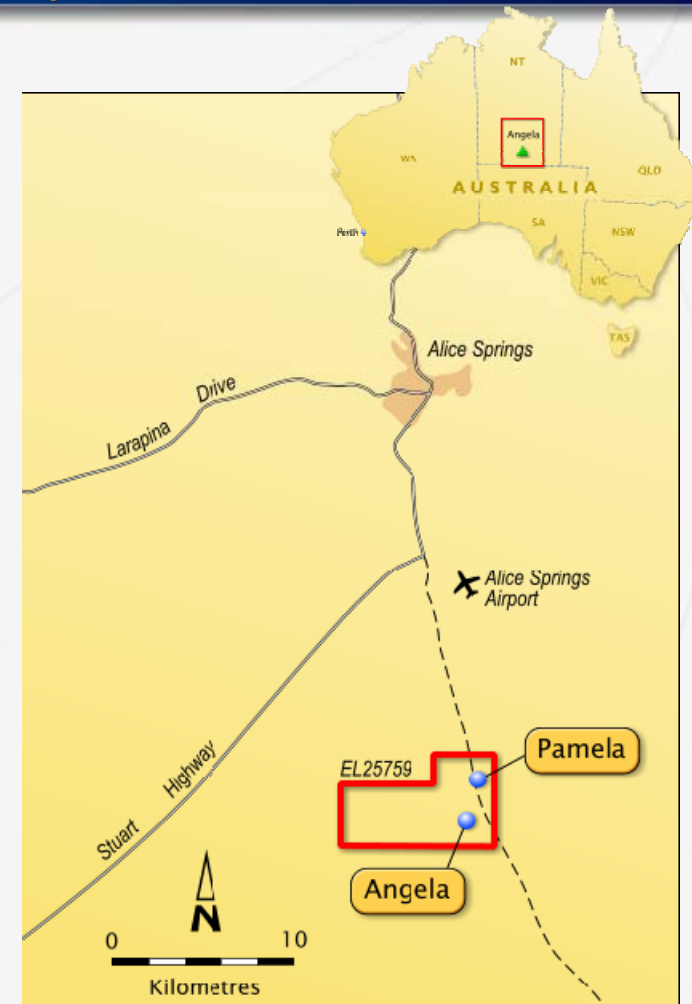 NT
Angela
WA
QLD
AUSTRALIA
SA
Perth
NSW
VIC
TAS
Alice Springs
Larapina Drive
Alice Springs
Airport
Pamela
EL25759
Stuart Highway
Angela
N
0 10
Kilometres